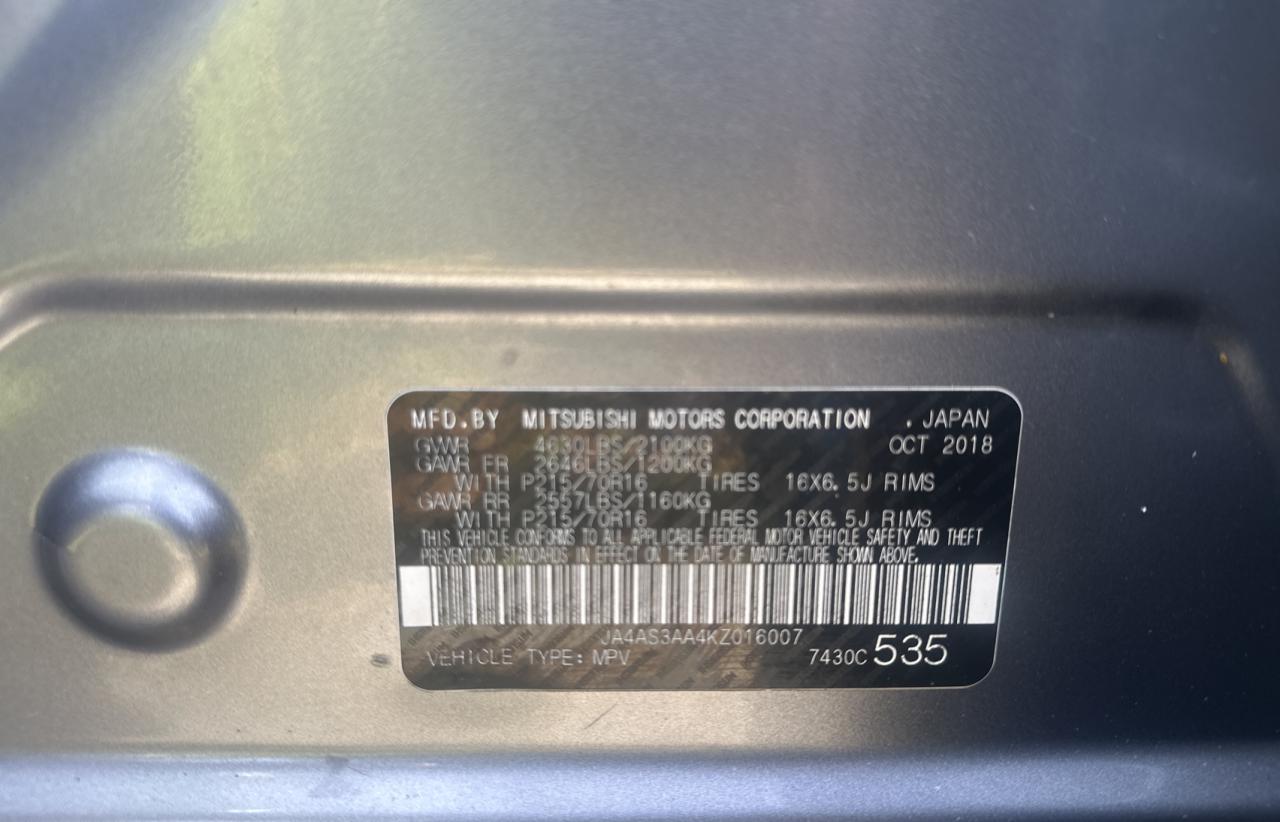 MFD.BY MITSUBISHI MOTORS CORPORATION .JAPAN
GVWR 4630LBS/2100KG OCT 2018
GAWR FR 2646LBS/1200KG
WITH P215/70R16 TIRES 16X6.5J RIMS
GAWR RR 2557LBS/1160KG
WITH P215/70R16 TIRES 16X6.5J RIMS
THIS VEHICLE CONFORMS TO ALL APPLICABLE FEDERAL MOTOR VEHICLE SAFETY AND THEFT
PREVENTION STANDARDS IN EFFECT ON THE DATE OF MANUFACTURE SHOWN ABOVE.
JA4AS3AA4KZ016007
VEHICLE TYPE: MPV 7430C 535